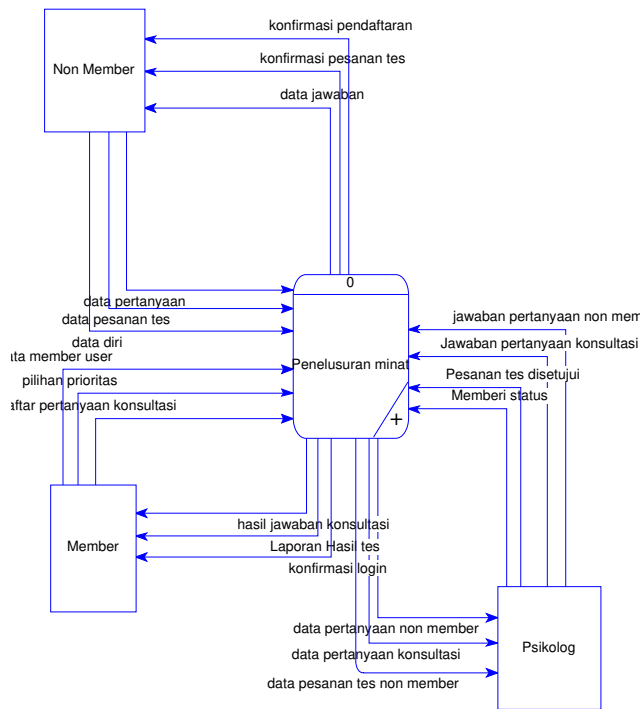 konfirmasi pendaftaran
konfirmasi pesanan tes
data jawaban
Non Member
0
data pertanyaan
data pesanan tes
data diri
ata member user
pilihan prioritas
aftar pertanyaan konsultasi
Penelusuran minat
+
jawaban pertanyaan non mem
Jawaban pertanyaan konsultasi
Pesanan tes disetujui
Memberi status
Member
hasil jawaban konsultasi
Laporan Hasil tes
konfirmasi login
data pertanyaan non member
data pertanyaan konsultasi
data pesanan tes non member
Psikolog